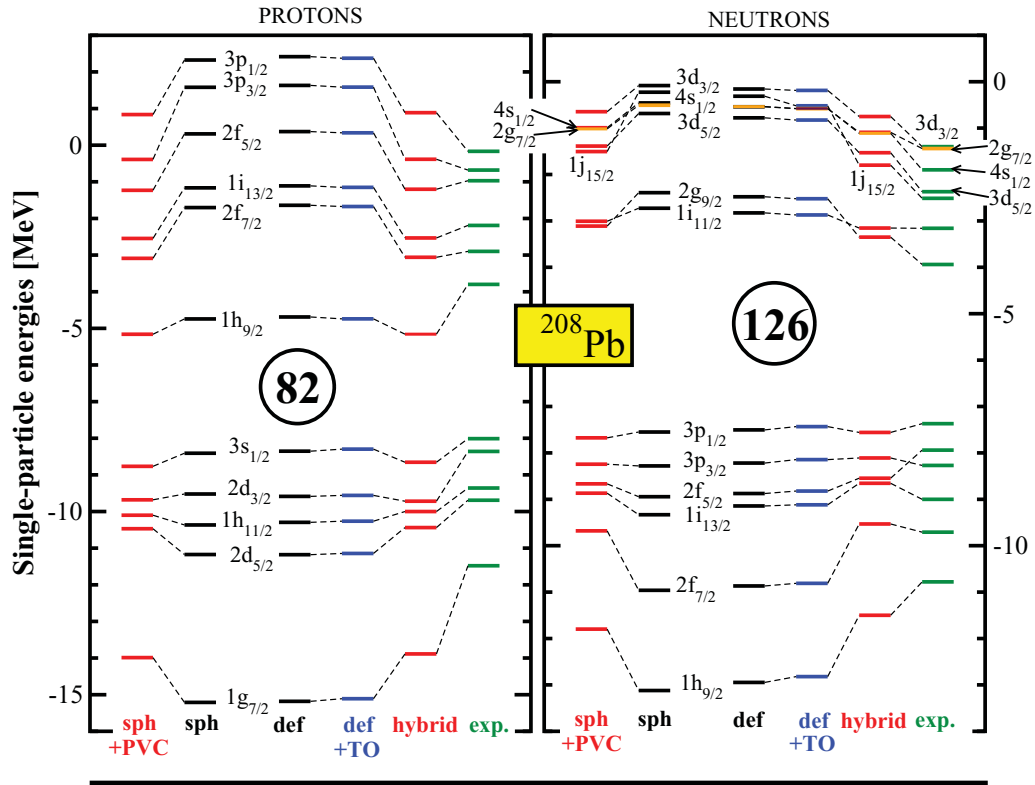 PROTONS
NEUTRONS
Single-particle energies [MeV]
0
-5
-10
-15
3p1/2
3p3/2
2f5/2
1i13/2
2f7/2
1h9/2
82
3s1/2
2d3/2
1h11/2
2d5/2
1g7/2
sph
+PVC
sph
def
def
+TO
hybrid
exp.
208Pb
0
-5
-10
4s1/2
2g7/2
1j15/2
3d3/2
4s1/2
3d5/2
2g9/2
1i11/2
126
1j15/2
3d3/2
2g7/2
4s1/2
3d5/2
3p1/2
3p3/2
2f5/2
1i13/2
2f7/2
1h9/2
sph
+PVC
sph
def
def
+TO
hybrid
exp.